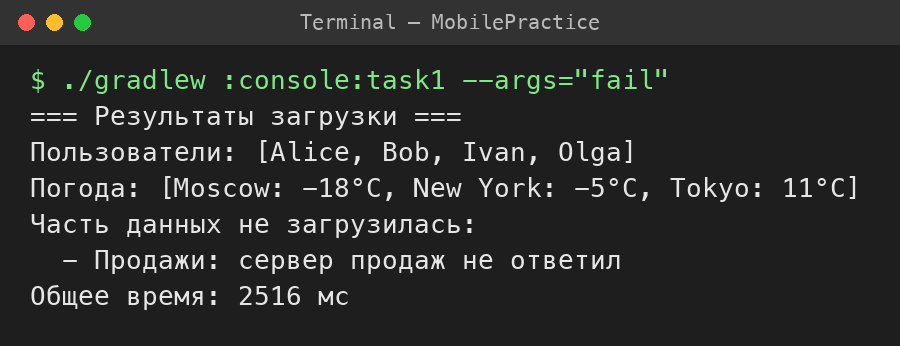 Terminal — MobilePractice
$ ./gradlew :console:task1 --args="fail"
=== Результаты загрузки ===
Пользователи: [Alice, Bob, Ivan, Olga]
Погода: [Moscow: −18°C, New York: −5°C, Tokyo: 11°C]
Часть данных не загрузилась:
  − Продажи: сервер продаж не ответил
Общее время: 2516 мс